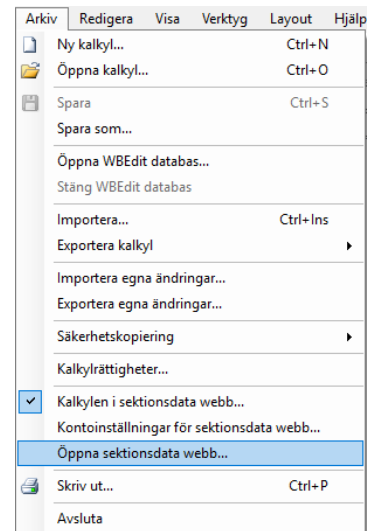 Arkiv Redigera Visa Verktyg Layout Hjälp
Ny kalkyl... Ctrl+N
Öppna kalkyl... Ctrl+O
Spara Ctrl+S
Spara som...
Öppna WBEdit databas...
Stäng WBEdit databas
Importera... Ctrl+Ins
Exportera kalkyl
Importera egna ändringar...
Exportera egna ändringar...
Säkerhetskopiering
Kalkylrättigheter...
Kalkylen i sektionsdata webb...
Kontoinställningar för sektionsdata webb...
Öppna sektionsdata webb...
Skriv ut... Ctrl+P
Avsluta